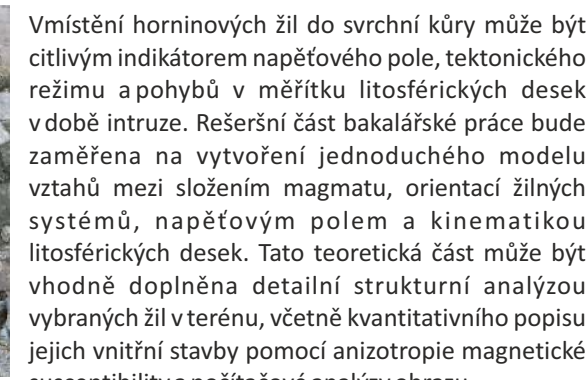 Vmístění horninových žil do svrchní kůry může být
citlivým indikátorem napěťového pole, tektonického
režimu a pohybů v měřítku litosférických desek
v době intruze. Rešeršní část bakalářské práce bude
zaměřena na vytvoření jednoduchého modelu
vztahů mezi složením magmatu, orientací žilných
systémů, napěťovým polem a kinematikou
litosférických desek. Tato teoretická část může být
vhodně doplněna detailní strukturní analýzou
vybraných žil v terénu, včetně kvantitativního popisu
jejich vnitřní stavby pomocí anizotropie magnetické